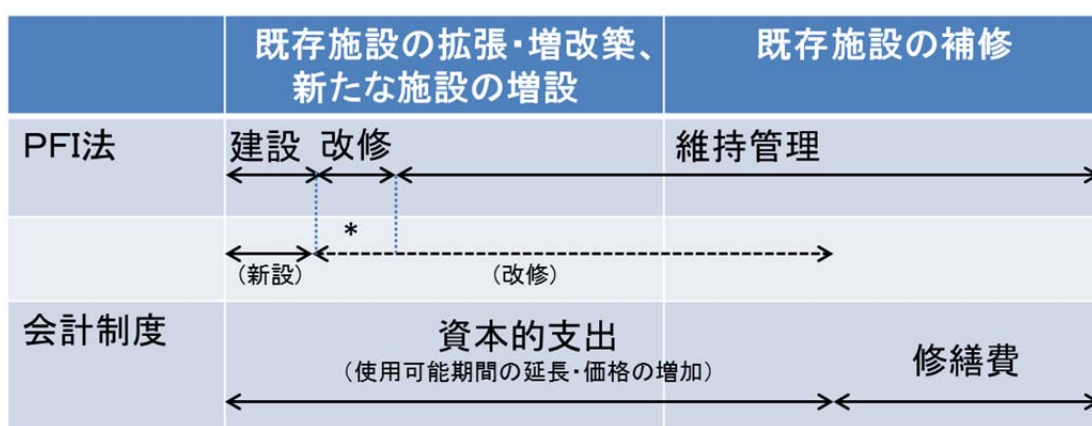 既存施設の拡張・増改築、
新たな施設の増設
既存施設の補修
PFI法
建設 改修
維持管理
*
(新設)
(改修)
会計制度
資本的支出
(使用可能期間の延長・価格の増加)
修繕費